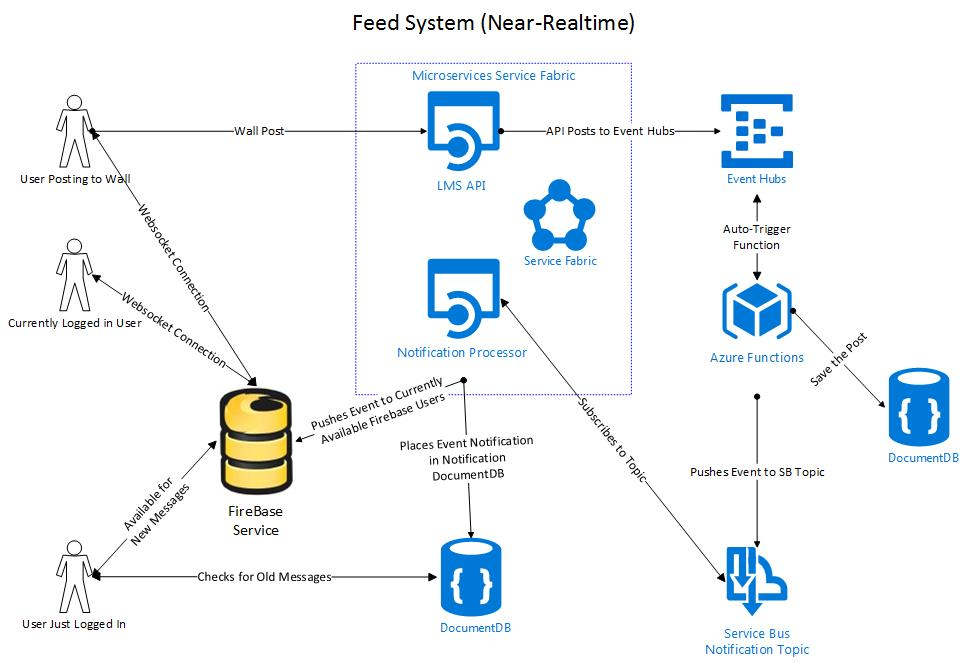 Feed System (Near-Realtime)
Microservices Service Fabric
Wall Post
API Posts to Event Hubs
User Posting to Wall
LMS API
Event Hubs
Websocket Connection
Service Fabric
Auto-Trigger
Function
Currently Logged in User
Websocket Connection
Notification Processor
Azure Functions
Save the Post
Pushes Event to Currently
Available Firebase Users
Subscribes to Topic
Places Event Notification
in Notification
DocumentDB
DocumentDB
Pushes Event to SB Topic
Available for
New Messages
FireBase
Service
Checks for Old Messages
User Just Logged In
DocumentDB
Service Bus
Notification Topic